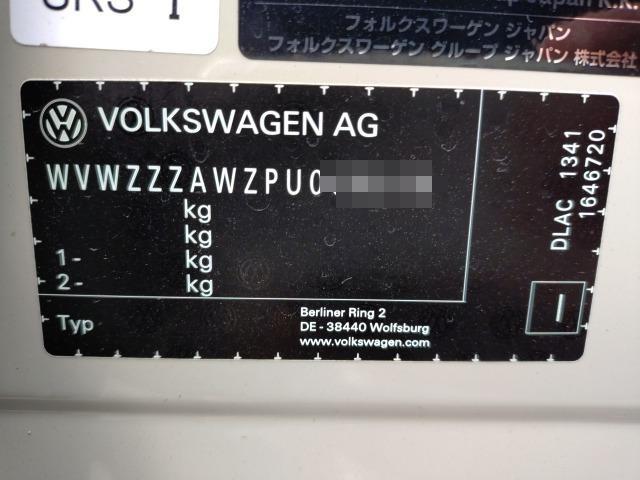 SRS I
Japan K.K.
フォルクスワーゲン ジャパン
フォルクスワーゲン グループ ジャパン 株式会社
VOLKSWAGEN AG
WVWZZZAWZPU0
kg
kg
1- kg
2- kg
Typ
Berliner Ring 2
DE - 38440 Wolfsburg
www.volkswagen.com
DLAC 1341
1646720
I